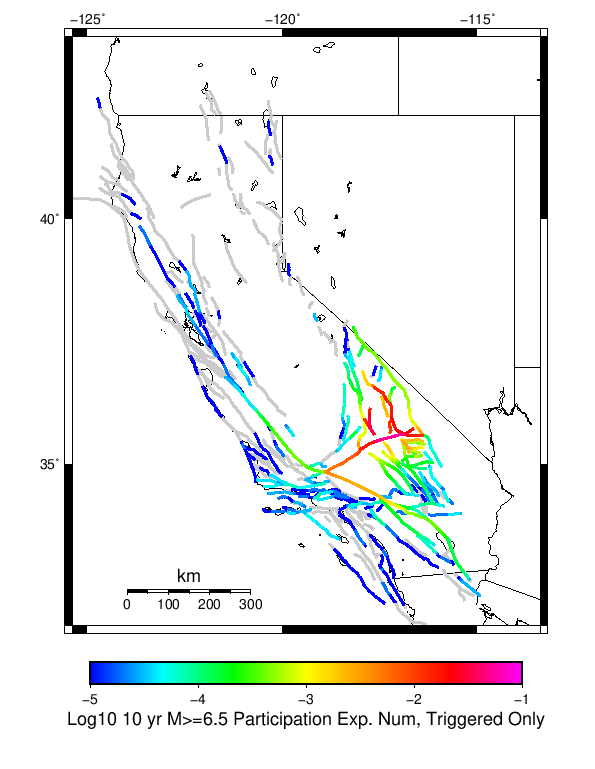 −125° −120° −115°
40°
35°
km
0 100 200 300
−5 −4 −3 −2 −1
Log10 10 yr M>=6.5 Participation Exp. Num, Triggered Only